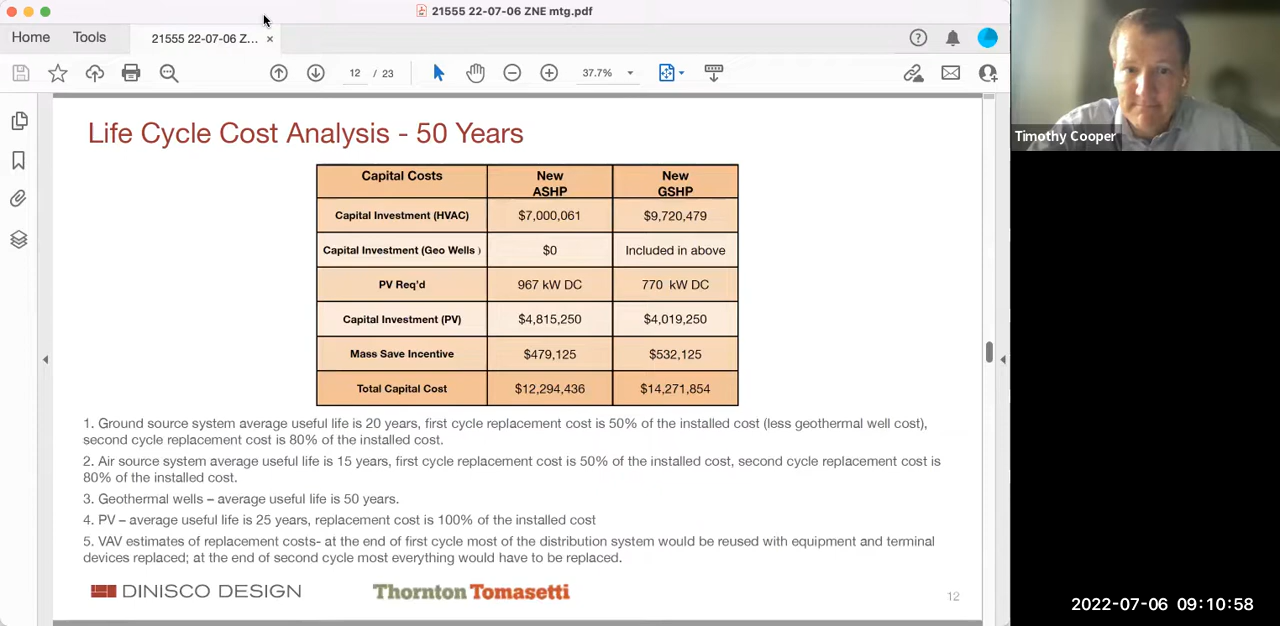 21555 22-07-06 ZNE mtg.pdf
Home Tools 21555 22-07-06 Z... ×
12 / 23 37.7%
Timothy Cooper
Life Cycle Cost Analysis - 50 Years
Capital Costs New ASHP New GSHP
Capital Investment (HVAC) $7,000,061 $9,720,479
Capital Investment (Geo Wells ) $0 Included in above
PV Req'd 967 kW DC 770 kW DC
Capital Investment (PV) $4,815,250 $4,019,250
Mass Save Incentive $479,125 $532,125
Total Capital Cost $12,294,436 $14,271,854
1. Ground source system average useful life is 20 years, first cycle replacement cost is 50% of the installed cost (less geothermal well cost),
second cycle replacement cost is 80% of the installed cost.
2. Air source system average useful life is 15 years, first cycle replacement cost is 50% of the installed cost, second cycle replacement cost is
80% of the installed cost.
3. Geothermal wells – average useful life is 50 years.
4. PV – average useful life is 25 years, replacement cost is 100% of the installed cost
5. VAV estimates of replacement costs- at the end of first cycle most of the distribution system would be reused with equipment and terminal
devices replaced; at the end of second cycle most everything would have to be replaced.
DINISCO DESIGN ThorntonTomasetti 12
2022-07-06 09:10:58